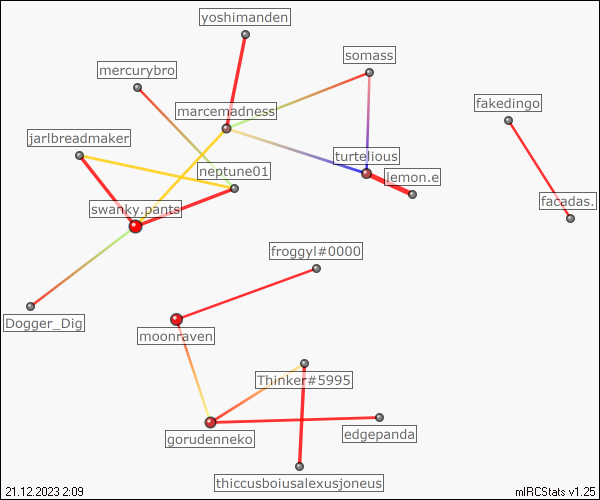 yoshimanden
somass
mercurybro
fakedingo
marcemadness
jarlbreadmaker
turtelious
neptune01
lemon.e
facadas.
swanky.pants
froggyl#0000
Dogger_Dig
moonraven
Thinker#5995
edgepanda
gorudenneko
thiccusboiusalexusjoneus
21.12.2023 2:09
mIRCStats v1.25